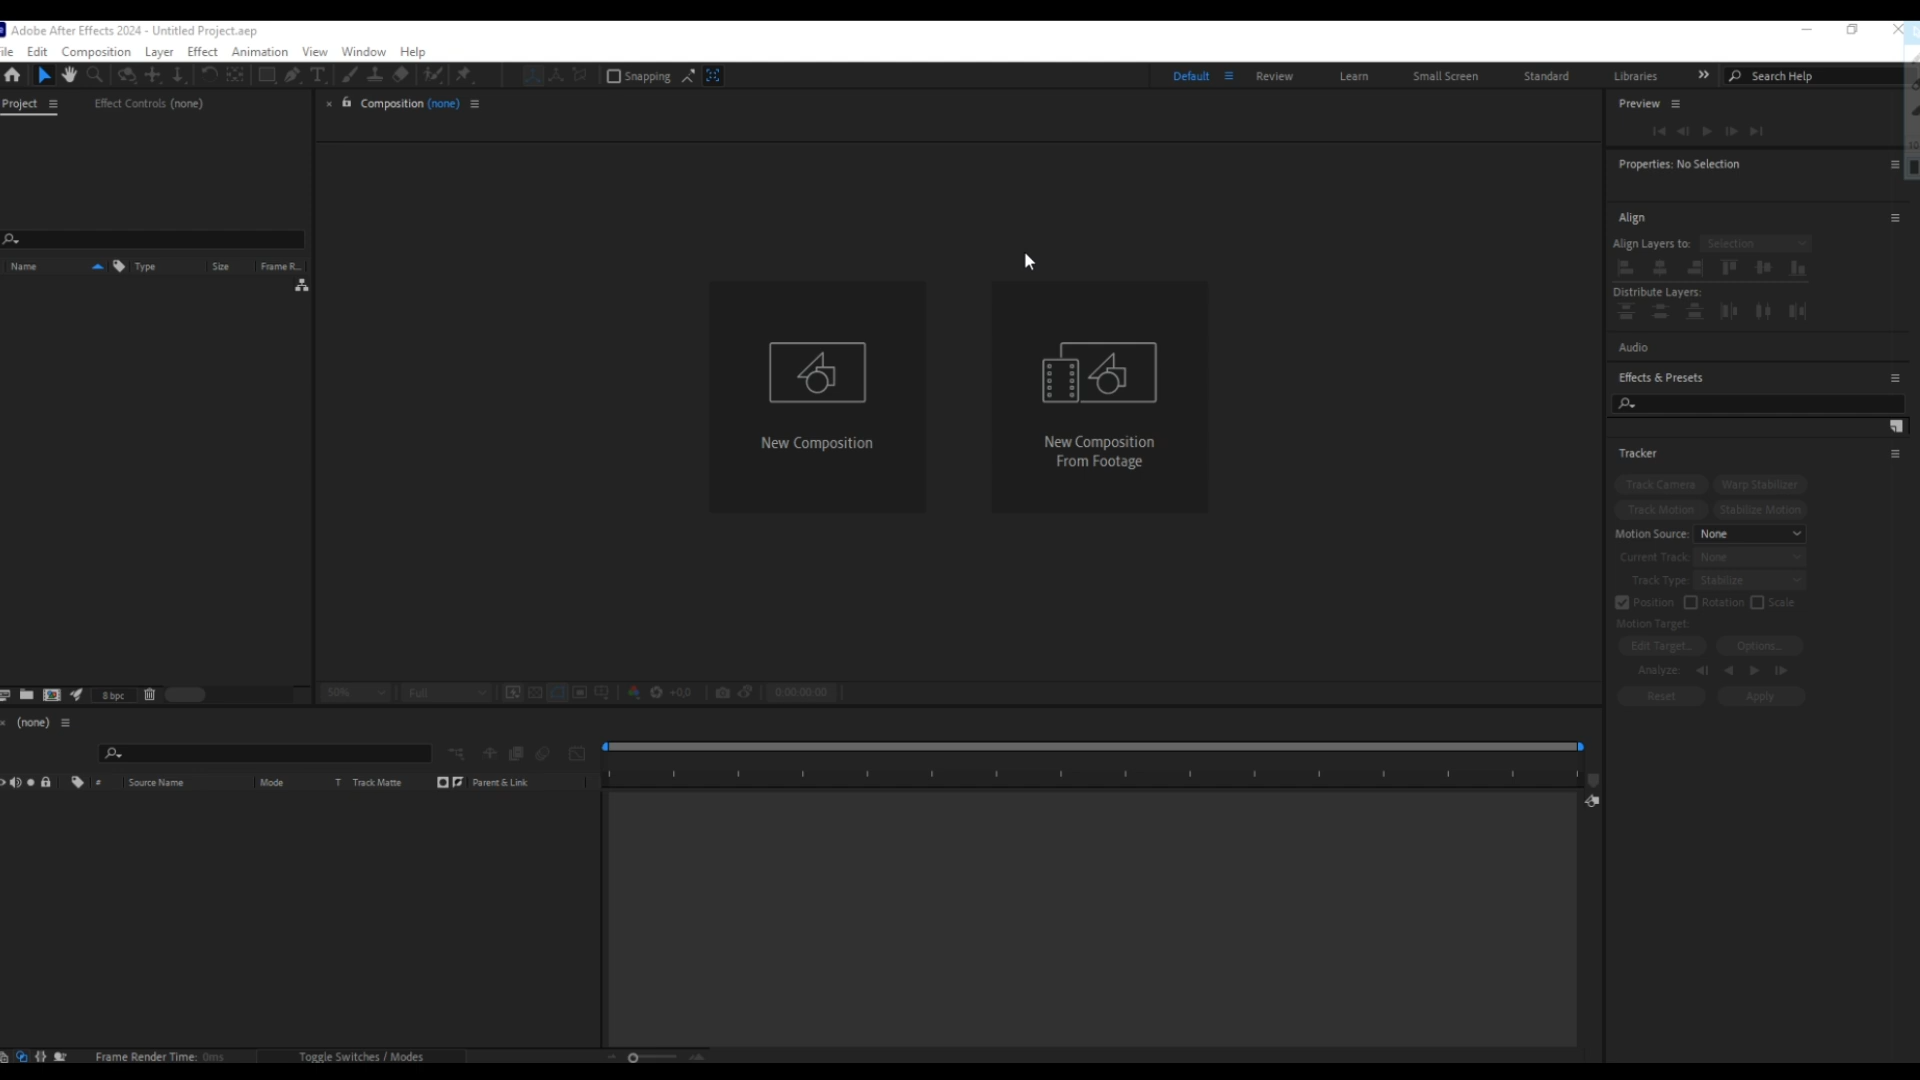 Adobe After Effects 2024 - Untitled Project.aep
Edit Composition Layer Effect Animation View Window Help
Snapping
Default Review Learn Small Screen Standard Libraries Search Help
Project Effect Controls (none)
Composition (none)
Name Type Size Frame R...
New Composition
New Composition
From Footage
50% Full +0,0 0:00:00:00
8 bpc
Preview
Properties: No Selection
Align
Align Layers to: Selection
Distribute Layers:
Audio
Effects & Presets
Tracker
Track Camera Warp Stabilizer
Track Motion Stabilize Motion
Motion Source: None
Current Track: None
Track Type: Stabilize
Position Rotation Scale
Motion Target:
Edit Target... Options...
Analyze:
Reset Apply
(none)
# Source Name Mode T Track Matte Parent & Link
Frame Render Time: 0ms Toggle Switches / Modes